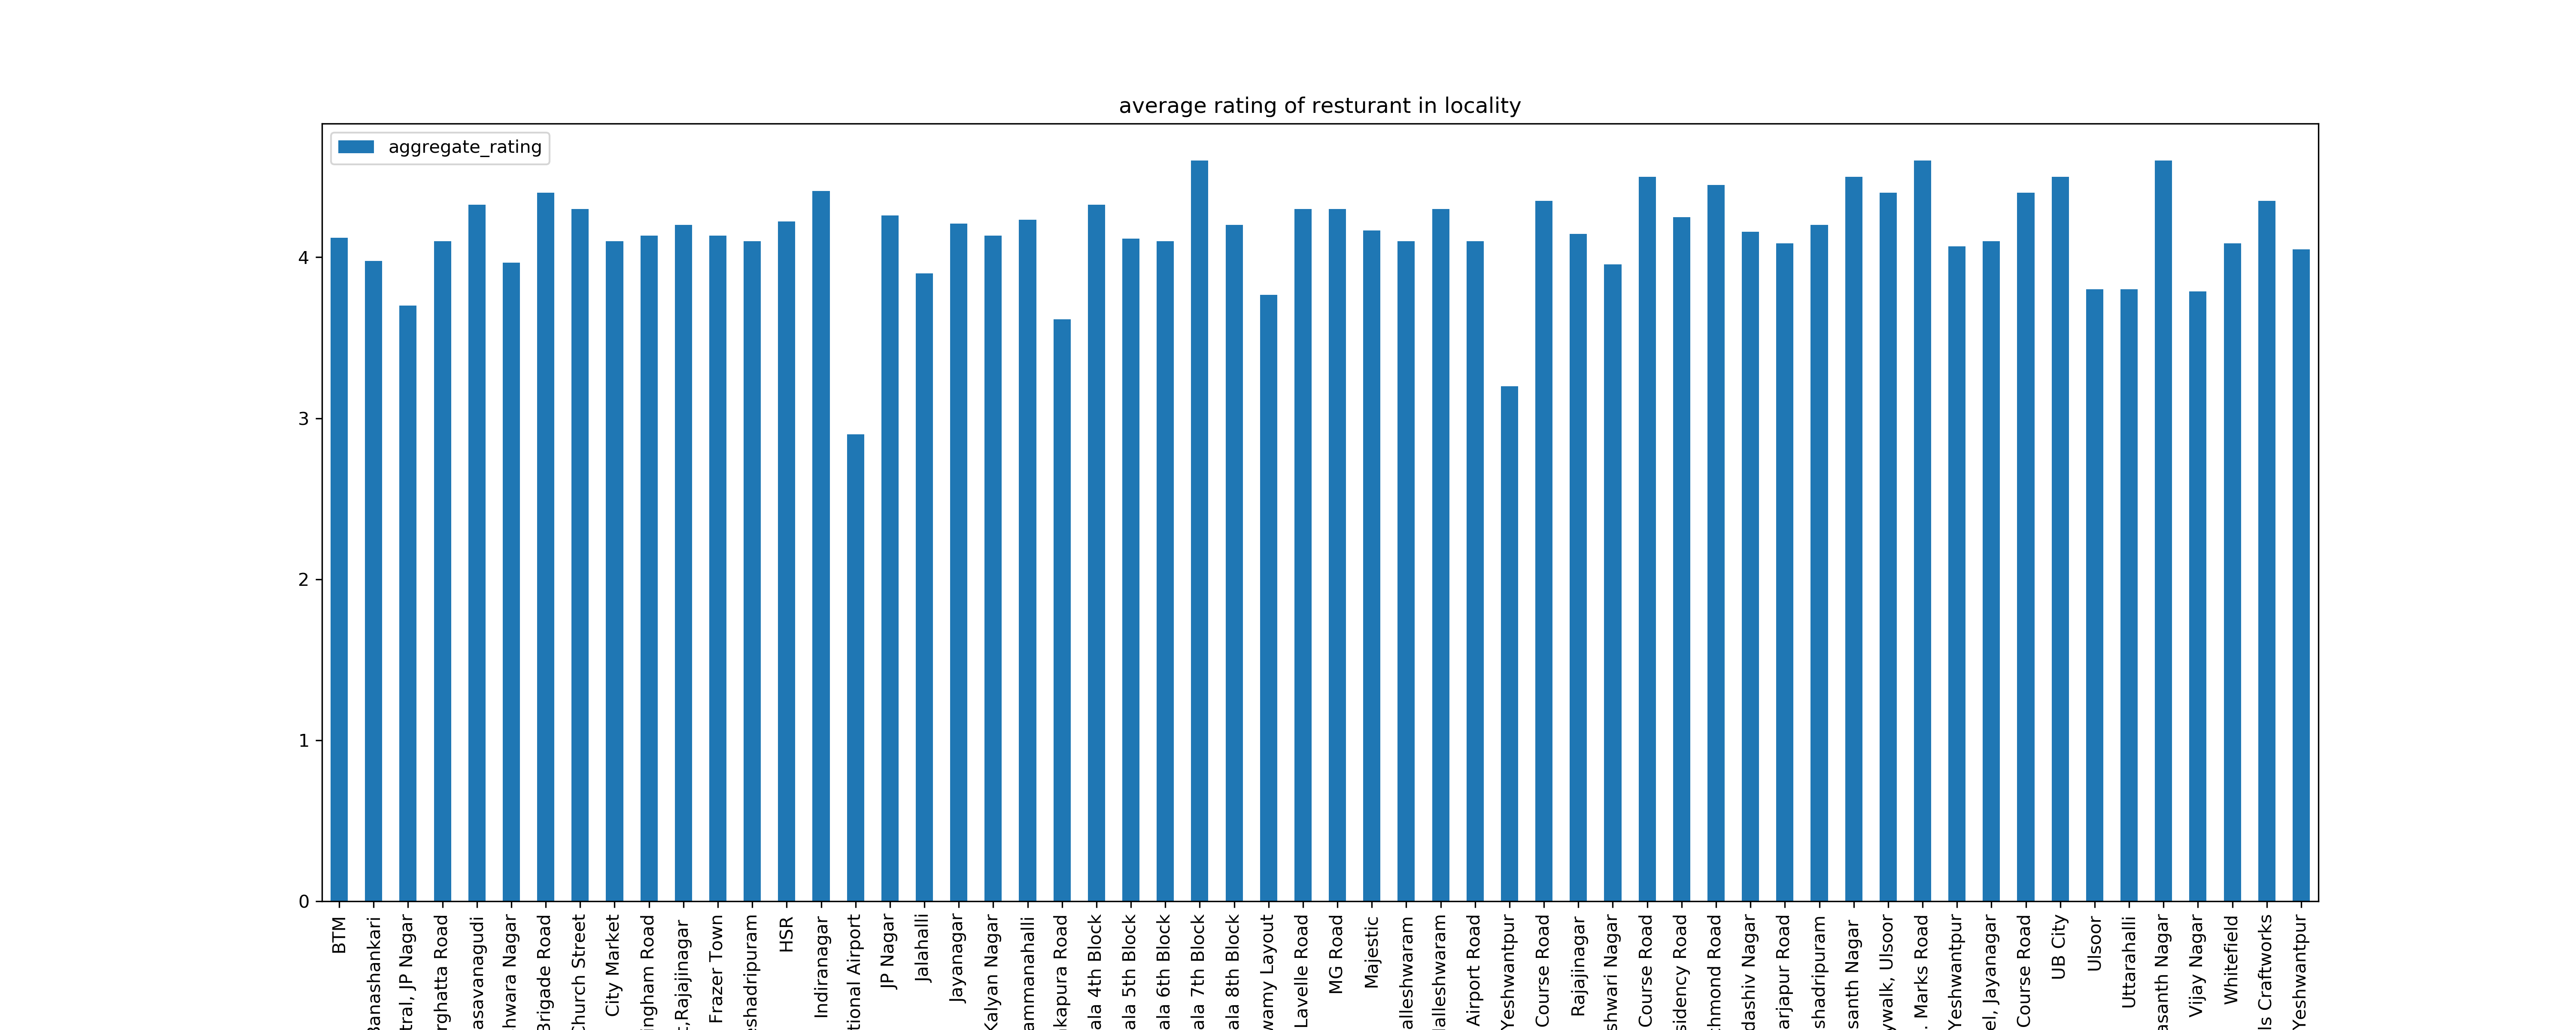 average rating of resturant in locality
aggregate_rating
4
3
2
1
0
BTM
Banashankari
tral, JP Nagar
rghatta Road
asavanagudi
hwara Nagar
Brigade Road
Church Street
City Market
ingham Road
t,Rajajinagar
Frazer Town
eshadripuram
HSR
Indiranagar
tional Airport
JP Nagar
Jalahalli
Jayanagar
Kalyan Nagar
ammanahalli
nkapura Road
ala 4th Block
ala 5th Block
ala 6th Block
ala 7th Block
ala 8th Block
wamy Layout
Lavelle Road
MG Road
Majestic
alleshwaram
Malleshwaram
Airport Road
Yeshwantpur
Course Road
Rajajinagar
shwari Nagar
Course Road
sidency Road
chmond Road
dashiv Nagar
arjapur Road
shadripuram
santh Nagar
ywalk, Ulsoor
. Marks Road
Yeshwantpur
el, Jayanagar
Course Road
UB City
Ulsoor
Uttarahalli
asanth Nagar
Vijay Nagar
Whitefield
ls Craftworks
Yeshwantpur